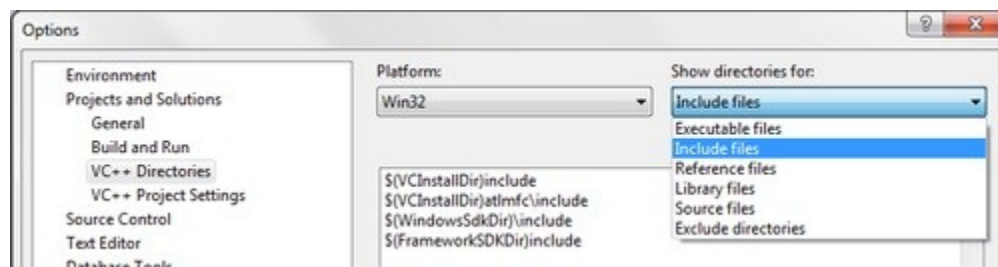 Options
Environment
Projects and Solutions
General
Build and Run
VC++ Directories
VC++ Project Settings
Source Control
Text Editor
Database Tools
Platform:
Win32
Show directories for:
Include files
Executable files
Include files
Reference files
Library files
Source files
Exclude directories
$(VCInstallDir)include
$(VCInstallDir)atlmfc\include
$(WindowsSdkDir)\include
$(FrameworkSDKDir)include